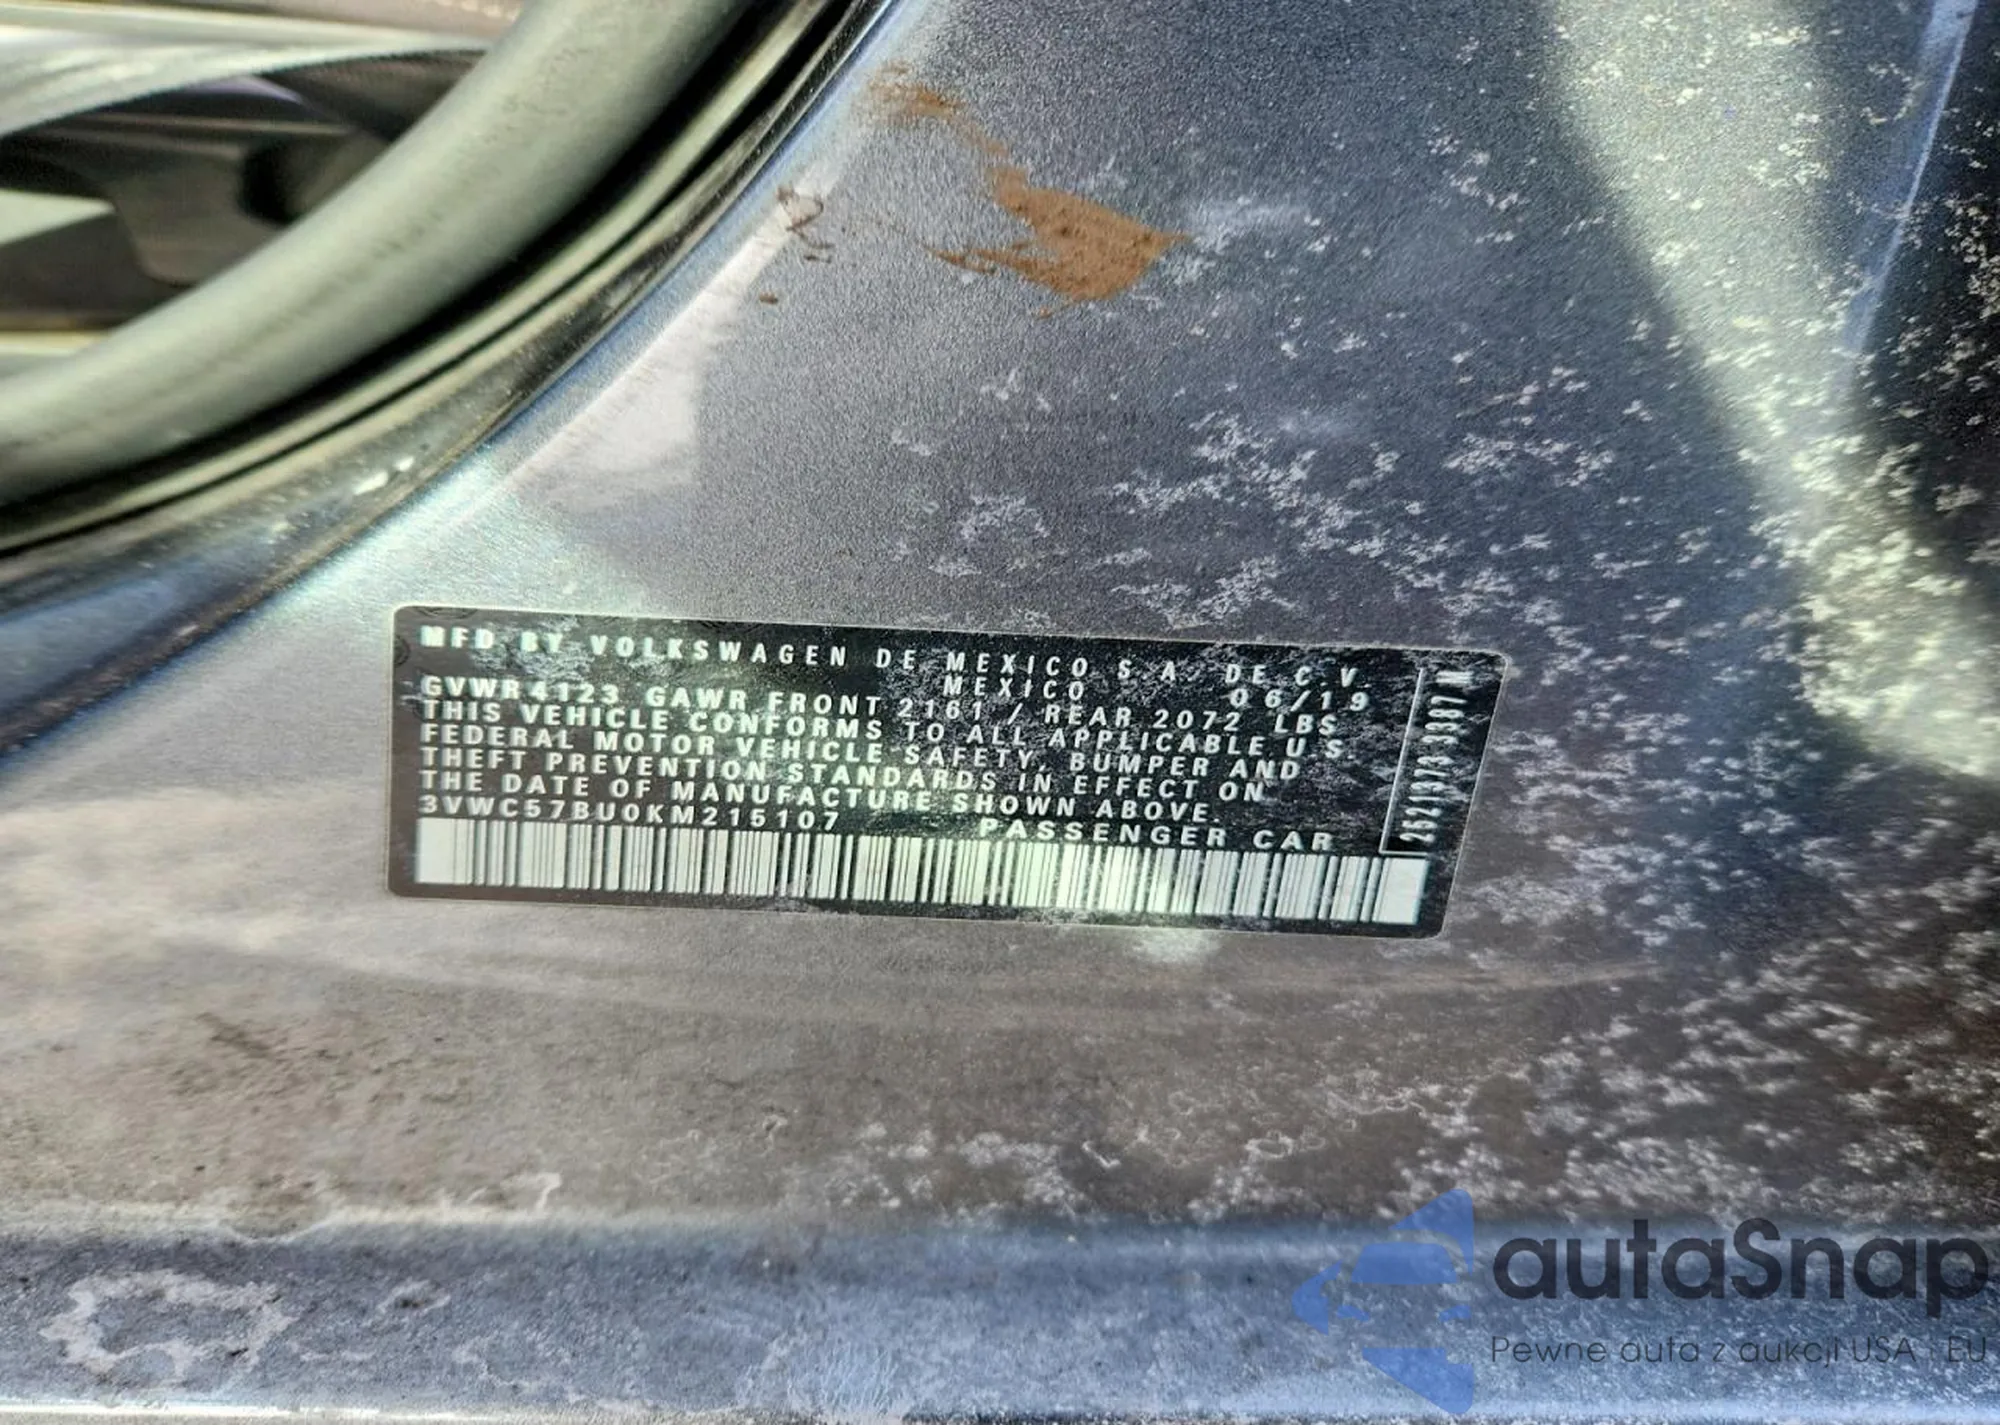 MFD BY VOLKSWAGEN DE MEXICO S.A. DE C.V.
MEXICO 06/19
GVWR 4123 GAWR FRONT 2161 / REAR 2072 LBS
THIS VEHICLE CONFORMS TO ALL APPLICABLE U.S.
FEDERAL MOTOR VEHICLE SAFETY, BUMPER AND
THEFT PREVENTION STANDARDS IN EFFECT ON
THE DATE OF MANUFACTURE SHOWN ABOVE.
3VWC57BU0KM215107 PASSENGER CAR
autaSnap
Pewne auta z aukcji USA i EU